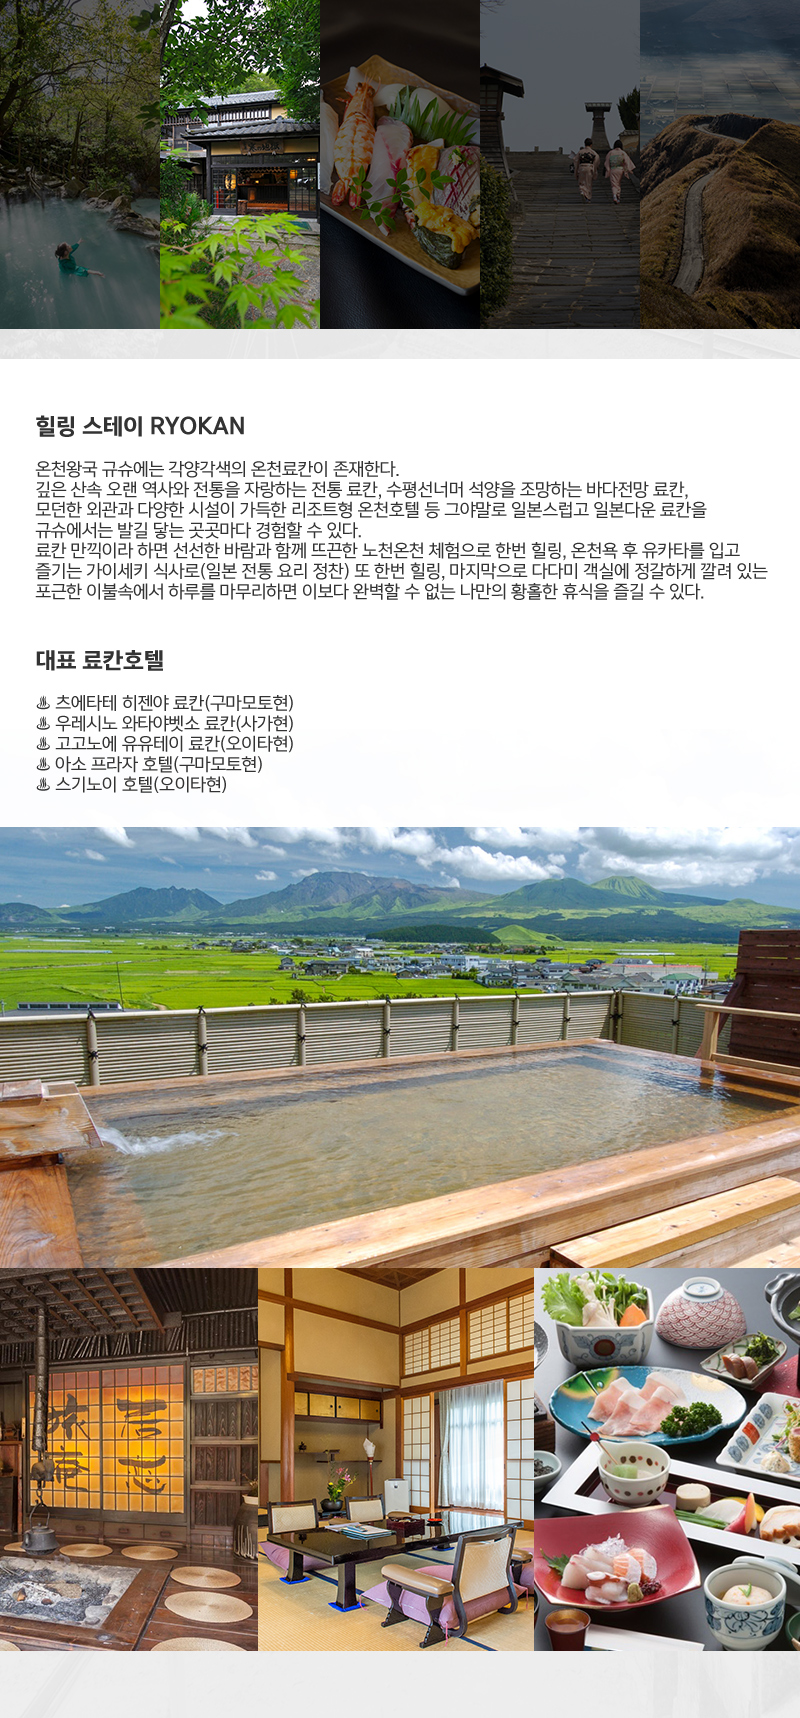 힐링 스테이 RYOKAN
온천왕국 규슈에는 각양각색의 온천료칸이 존재한다.
깊은 산속 오랜 역사와 전통을 자랑하는 전통 료칸, 수평선너머 석양을 조망하는 바다전망 료칸,
모던한 외관과 다양한 시설이 가득한 리조트형 온천호텔 등 그야말로 일본스럽고 일본다운 료칸을
규슈에서는 발길 닿는 곳곳마다 경험할 수 있다.
료칸 만끽이라 하면 선선한 바람과 함께 뜨끈한 노천온천 체험으로 한번 힐링, 온천욕 후 유카타를 입고
즐기는 가이세키 식사로(일본 전통 요리 정찬) 또 한번 힐링, 마지막으로 다다미 객실에 정갈하게 깔려 있는
포근한 이불속에서 하루를 마무리하면 이보다 완벽할 수 없는 나만의 황홀한 휴식을 즐길 수 있다.
대표 료칸호텔
♨ 츠에타테 히젠야 료칸(구마모토현)
♨ 우레시노 와타야벳소 료칸(사가현)
♨ 고고노에 유유테이 료칸(오이타현)
♨ 아소 프라자 호텔(구마모토현)
♨ 스기노이 호텔(오이타현)